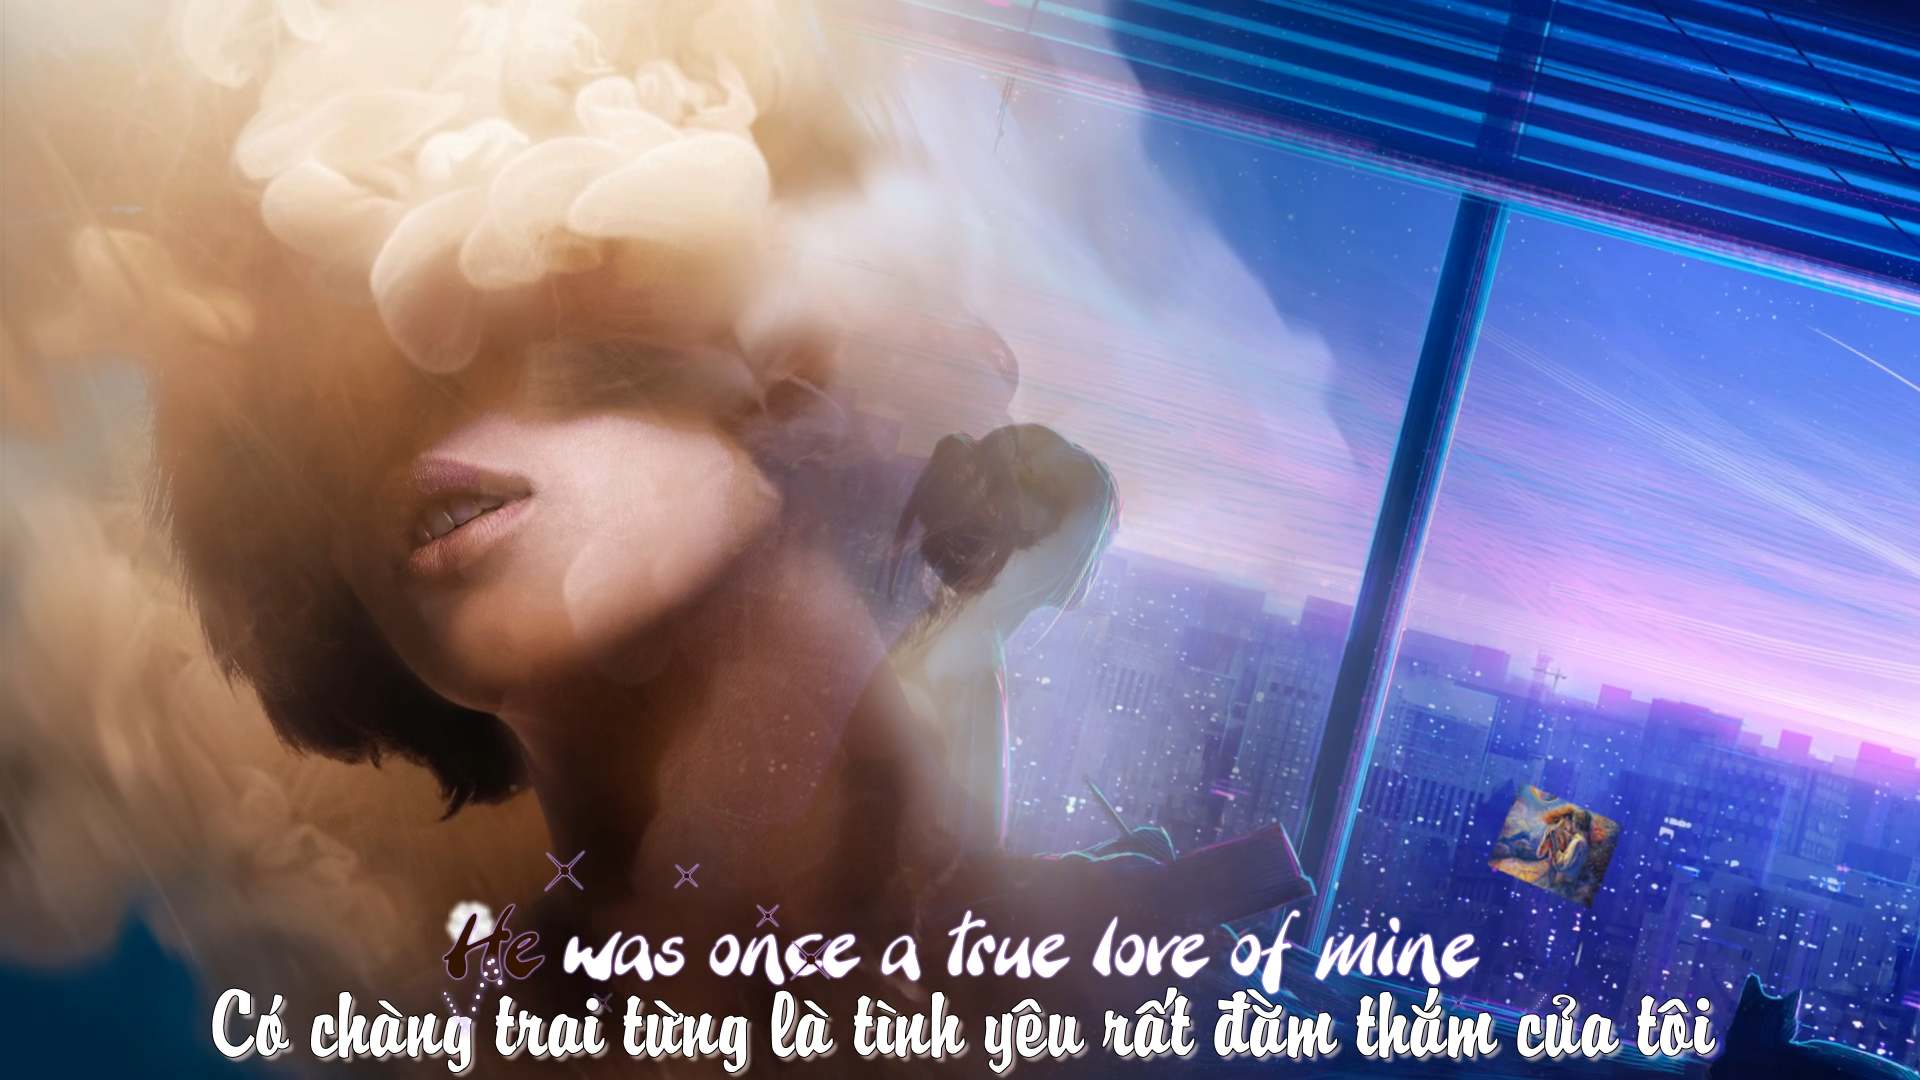 He was once a true love of mine
Có chàng trai từng là tình yêu rất đằm thắm của tôi